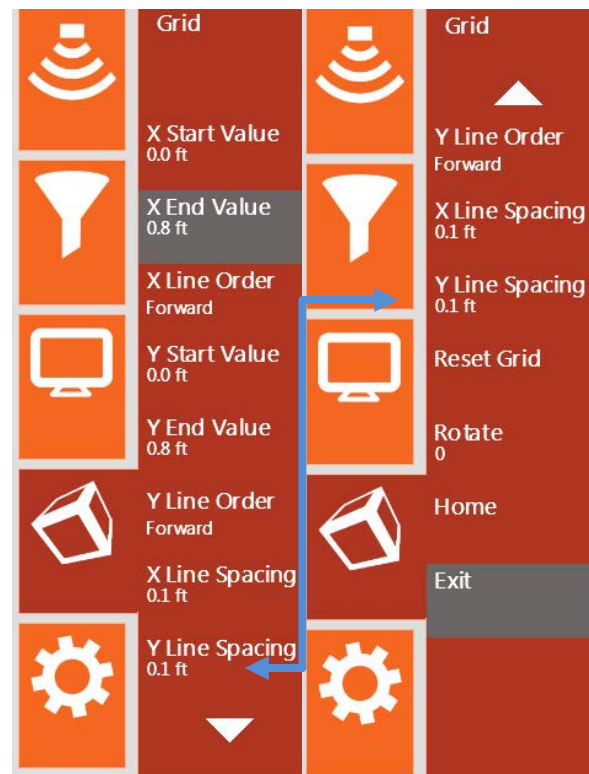 Grid
X Start Value
0.0 ft
X End Value
0.8 ft
X Line Order
Forward
Y Start Value
0.0 ft
Y End Value
0.8 ft
Y Line Order
Forward
X Line Spacing
0.1 ft
Y Line Spacing
0.1 ft
Grid
Y Line Order
Forward
X Line Spacing
0.1 ft
Y Line Spacing
0.1 ft
Reset Grid
Rotate
0
Home
Exit